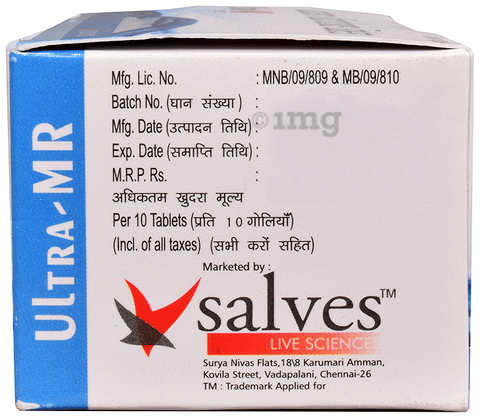 ULTRA-MR
Mfg. Lic. No. : MNB/09/809 & MB/09/810
Batch No. (घान संख्या) :
Mfg. Date (उत्पादन तिथि) :
Exp. Date (समाप्ति तिथि) :
M.R.P. Rs. :
अधिकतम खुदरा मूल्य
Per 10 Tablets (प्रति 10 गोलियाँ)
(Incl. of all taxes) (सभी करों सहित)
©1mg
Marketed by :
salves™
LIVE SCIENCES
Surya Nivas Flats,18\8 Karumari Amman,
Kovila Street, Vadapalani, Chennai-26
TM : Trademark Applied for